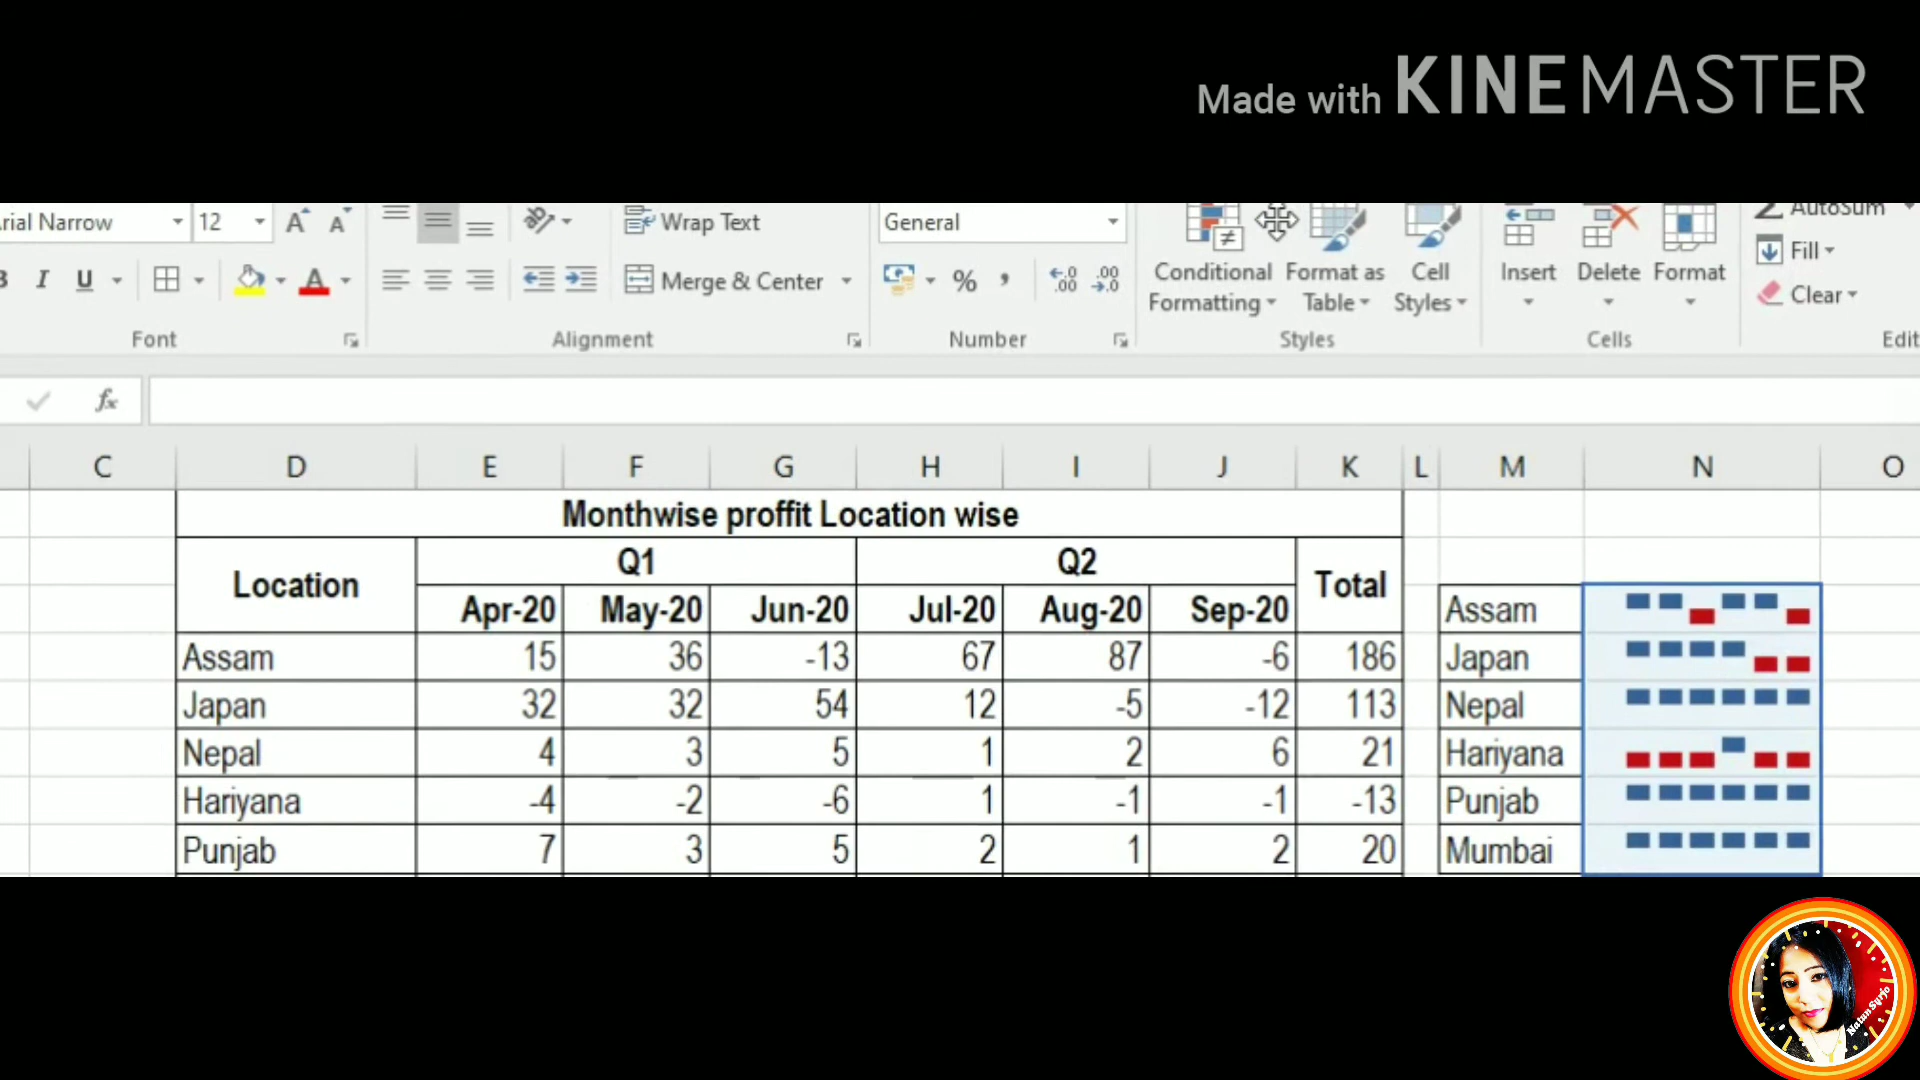 Made with KINEMASTER
rial Narrow 12 A A Wrap Text General AutoSum
B I U A Merge & Center % , Conditional Formatting Format as Table Cell Styles Insert Delete Format Fill Clear
Font Alignment Number Styles Cells Edit
fx
C D E F G H I J K L M N O
Monthwise proffit Location wise
Location Q1 Q2 Total
Apr-20 May-20 Jun-20 Jul-20 Aug-20 Sep-20 Assam
Assam 15 36 -13 67 87 -6 186 Japan
Japan 32 32 54 12 -5 -12 113 Nepal
Nepal 4 3 5 1 2 6 21 Hariyana
Hariyana -4 -2 -6 1 -1 -1 -13 Punjab
Punjab 7 3 5 2 1 2 20 Mumbai
NatunSurjo